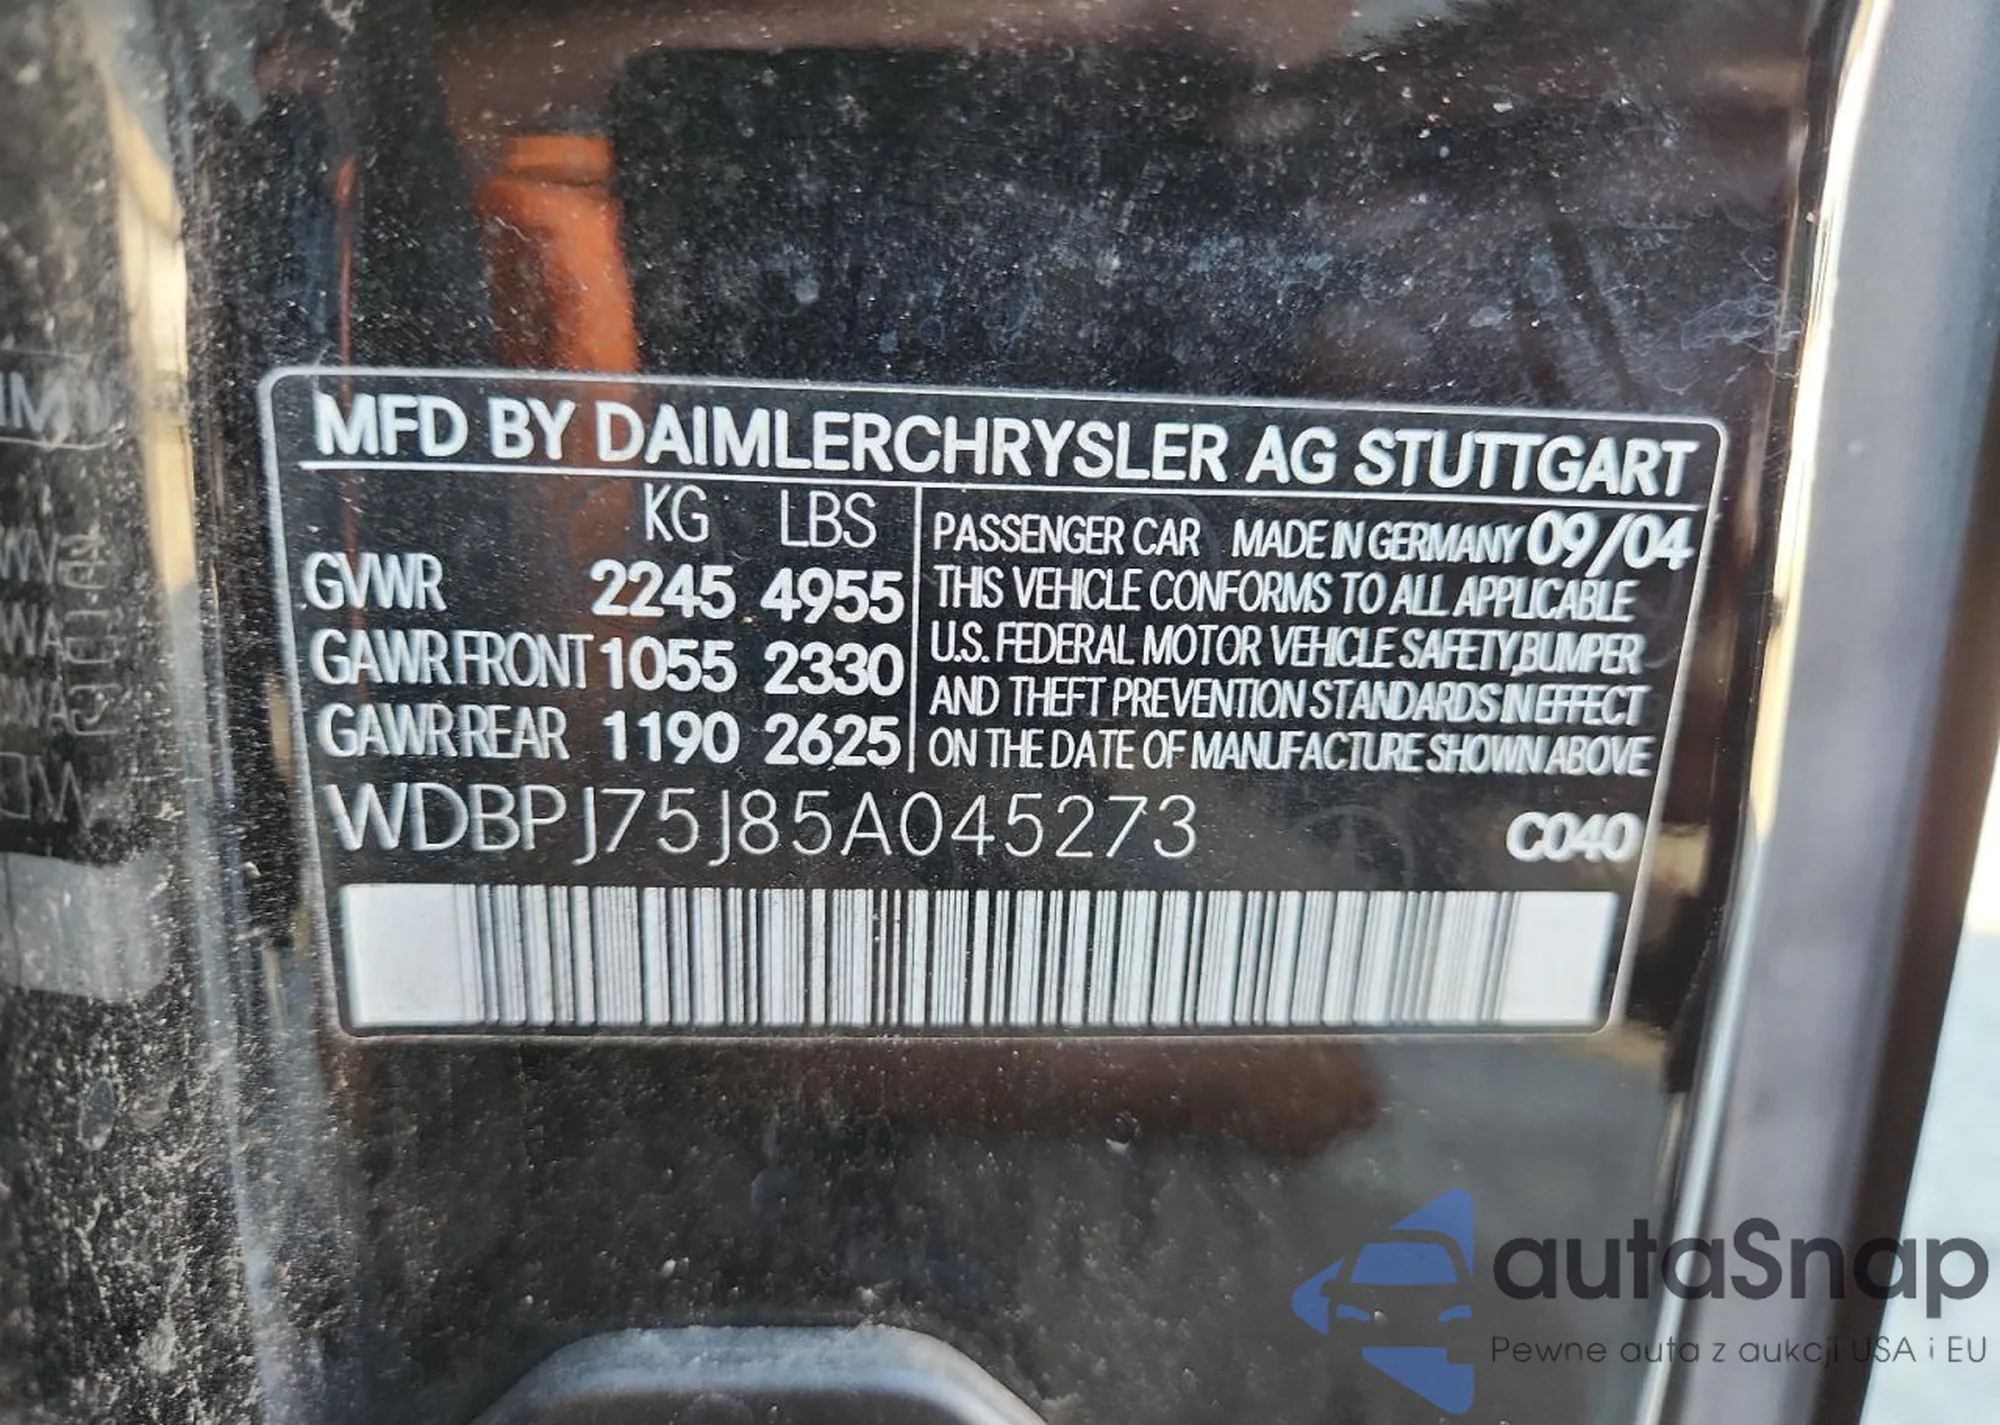 MFD BY DAIMLERCHRYSLER AG STUTTGART
KG LBS
GVWR 2245 4955
GAWR FRONT 1055 2330
GAWR REAR 1190 2625
PASSENGER CAR MADE IN GERMANY 09/04
THIS VEHICLE CONFORMS TO ALL APPLICABLE
U.S. FEDERAL MOTOR VEHICLE SAFETY, BUMPER
AND THEFT PREVENTION STANDARDS IN EFFECT
ON THE DATE OF MANUFACTURE SHOWN ABOVE
WDBPJ75J85A045273 C040
autaSnap
Pewne auta z aukcji USA i EU